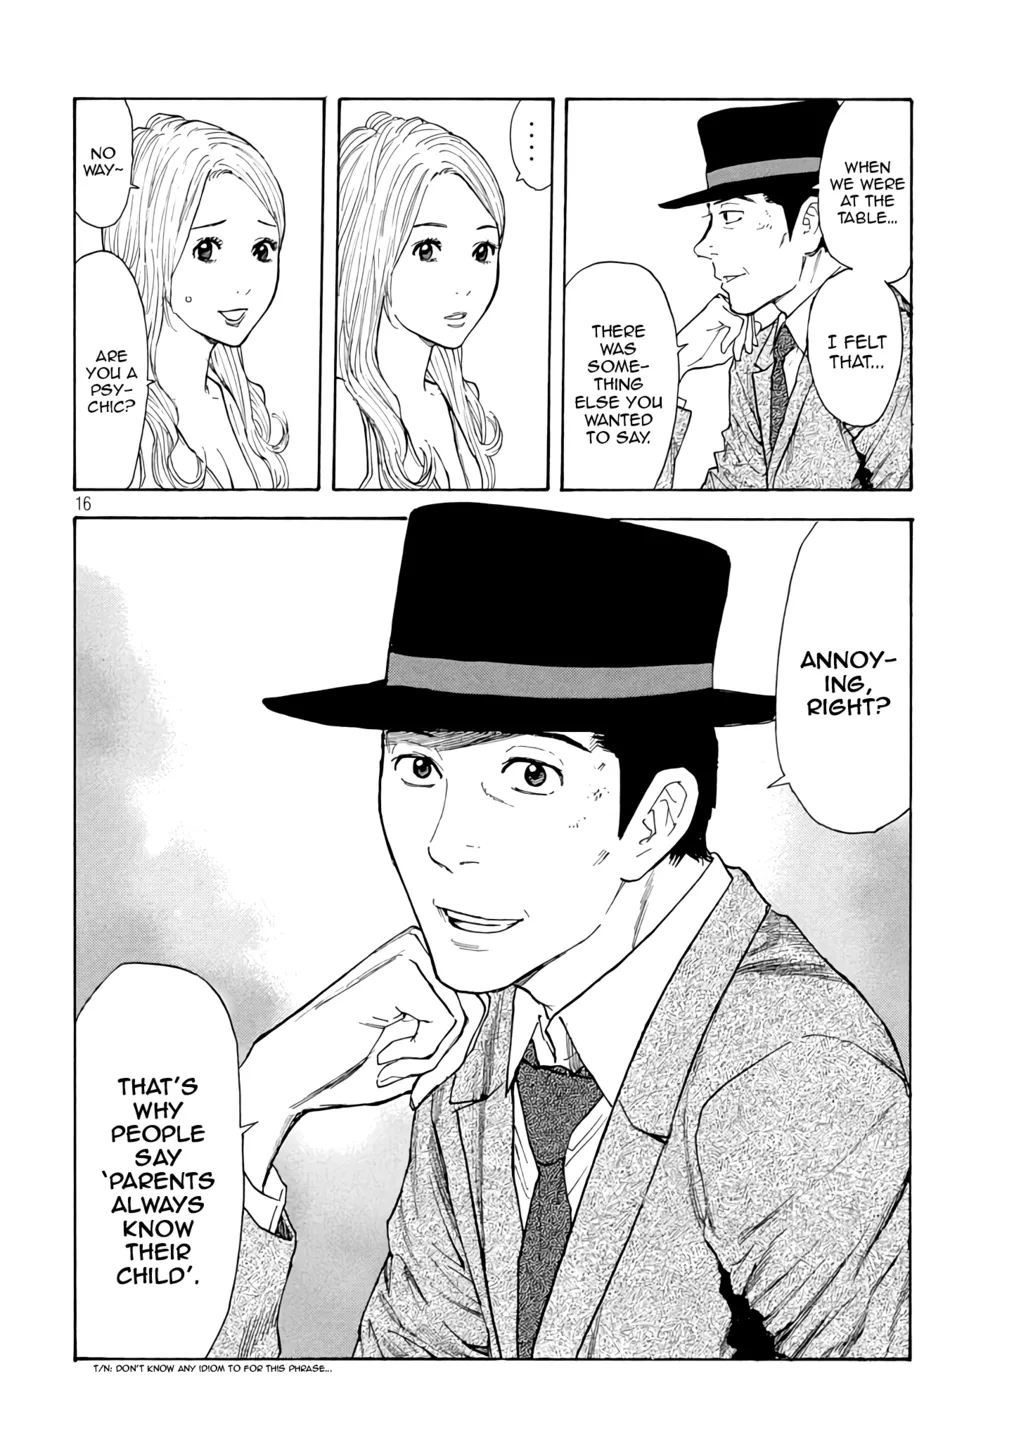 WHEN
WE WERE
AT THE
TABLE...
I FELT
THAT...
THERE
WAS
SOME-
THING
ELSE YOU
WANTED
TO SAY.
....
NO
WAY~
ARE
YOU A
PSY-
CHIC?
16
ANNOY-
ING,
RIGHT?
THAT'S
WHY
PEOPLE
SAY
'PARENTS
ALWAYS
KNOW
THEIR
CHILD'.
T/N: DON'T KNOW ANY IDIOM TO FOR THIS PHRASE...